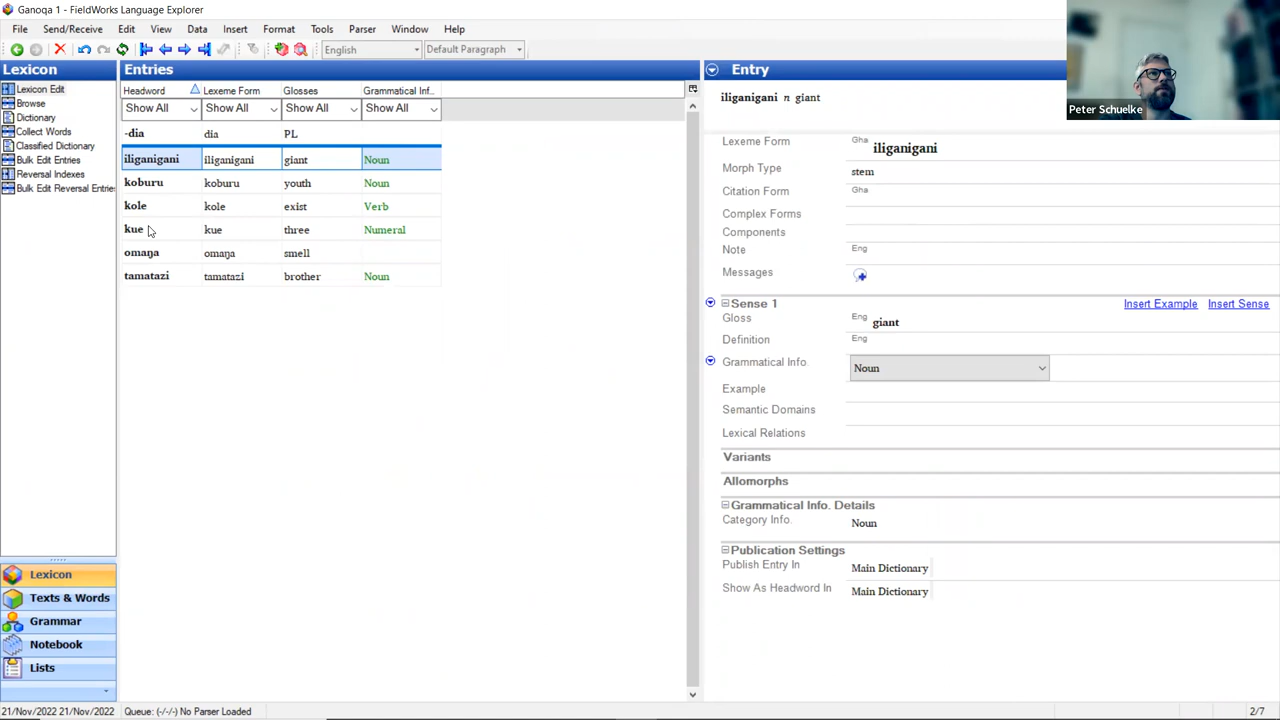 Ganoqa 1 - FieldWorks Language Explorer
File Send/Receive Edit View Insert Format Tools Parser Window Help
English Default Paragraph
Lexicon
Lexicon Edit
Browse
Dictionary
Collect Words
Classified Dictionary
Bulk Edit Entries
Reversal Indexes
Bulk Edit Reversal Entrie
Lexicon
Texts & Words
Grammar
Notebook
Lists
Entries
Headword Lexeme Form Glosses Grammatical Inf...
Show All Show All Show All Show All
-dia dia PL
iliganigani iliganigani giant Noun
koburu koburu youth Noun
kole kole exist Verb
kue kue three Numeral
omaŋa omaŋa smell
tamatazi tamatazi brother Noun
Entry
Peter Schuelke
iliganigani n giant
Lexeme Form Gha iliganigani
Morph Type stem
Citation Form Gha
Complex Forms
Components
Note Eng
Messages
Sense 1 Insert Example Insert Sense
Gloss Eng giant
Definition Eng
Grammatical Info. Noun
Example
Semantic Domains
Lexical Relations
Variants
Allomorphs
Grammatical Info. Details
Category Info. Noun
Publication Settings
Publish Entry In Main Dictionary
Show As Headword In Main Dictionary
21/Nov/2022 21/Nov/2022 Queue: (-/-/-) No Parser Loaded 2/7